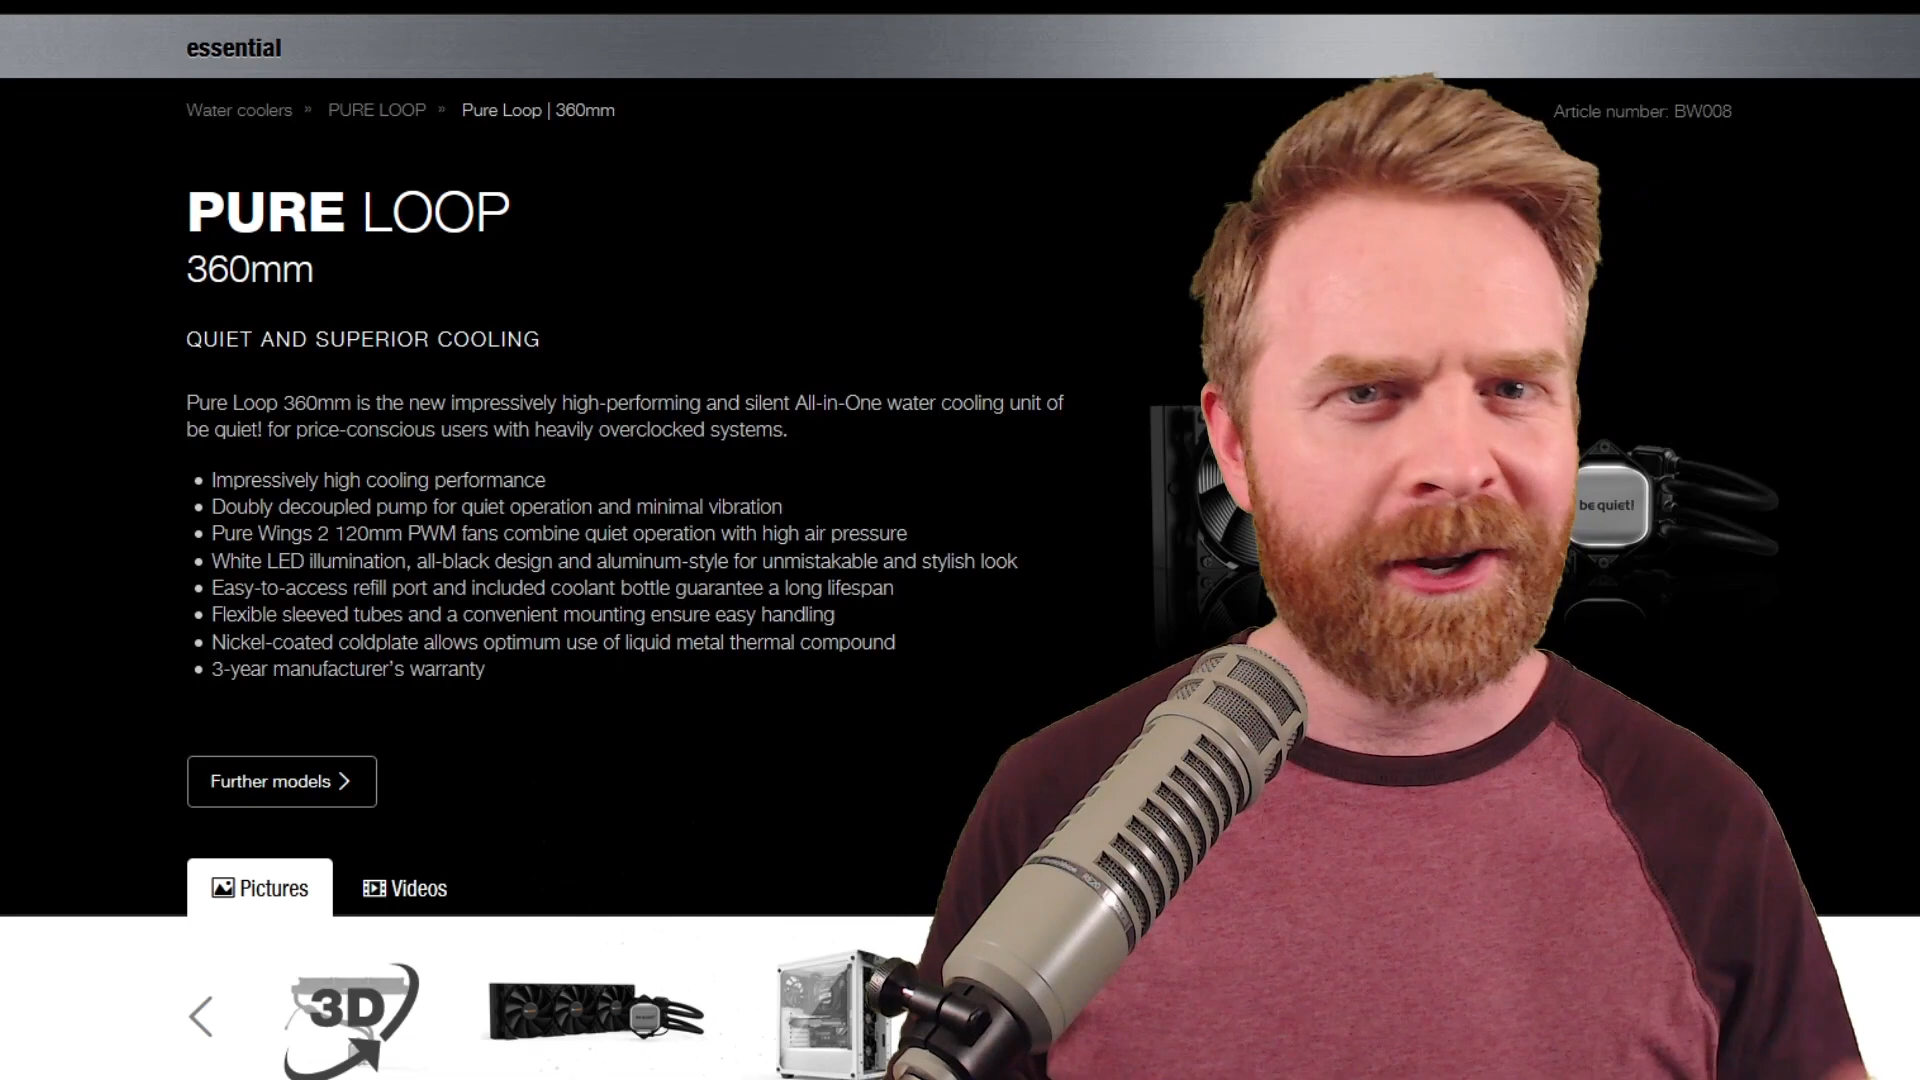 essential
Water coolers » PURE LOOP » Pure Loop | 360mm
Article number: BW008
PURE LOOP
360mm
QUIET AND SUPERIOR COOLING
Pure Loop 360mm is the new impressively high-performing and silent All-in-One water cooling unit of
be quiet! for price-conscious users with heavily overclocked systems.
• Impressively high cooling performance
• Doubly decoupled pump for quiet operation and minimal vibration
• Pure Wings 2 120mm PWM fans combine quiet operation with high air pressure
• White LED illumination, all-black design and aluminum-style for unmistakable and stylish look
• Easy-to-access refill port and included coolant bottle guarantee a long lifespan
• Flexible sleeved tubes and a convenient mounting ensure easy handling
• Nickel-coated coldplate allows optimum use of liquid metal thermal compound
• 3-year manufacturer's warranty
be quiet!
Further models
Pictures
Videos
3D
be quiet!
RE20